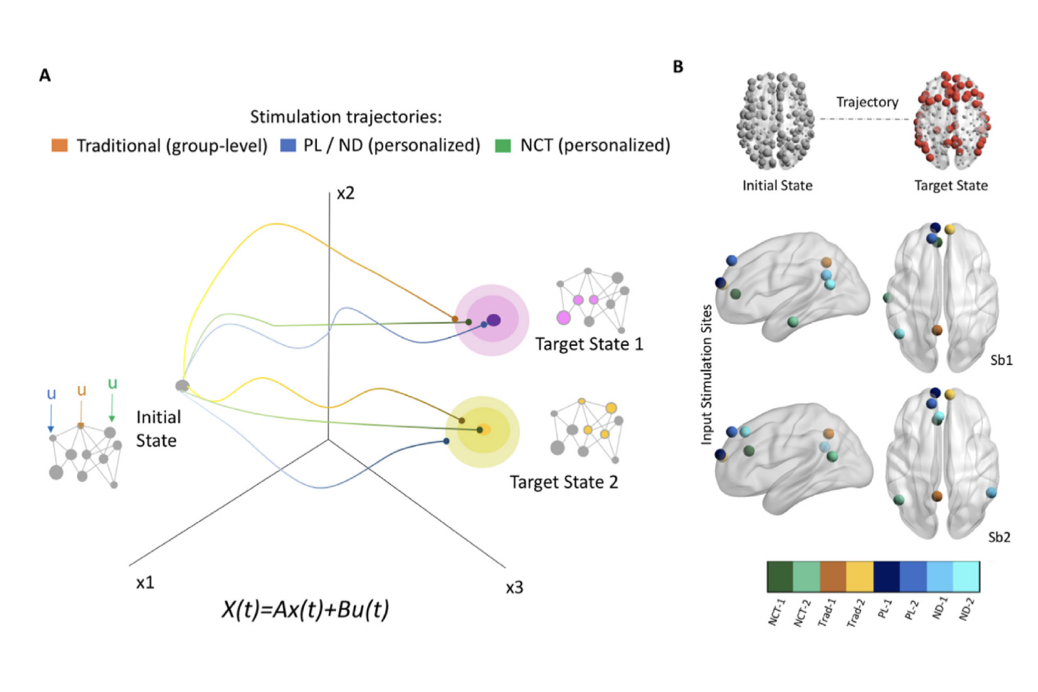 A
Stimulation trajectories:
Traditional (group-level) PL / ND (personalized) NCT (personalized)
x2
Target State 1
u u u
Initial
State
Target State 2
x1
x3
X(t)=Ax(t)+Bu(t)
B
Trajectory
Initial State Target State
Input Stimulation Sites
Sb1
Sb2
NCT-1 NCT-2 Trad-1 Trad-2 PL-1 PL-2 ND-1 ND-2